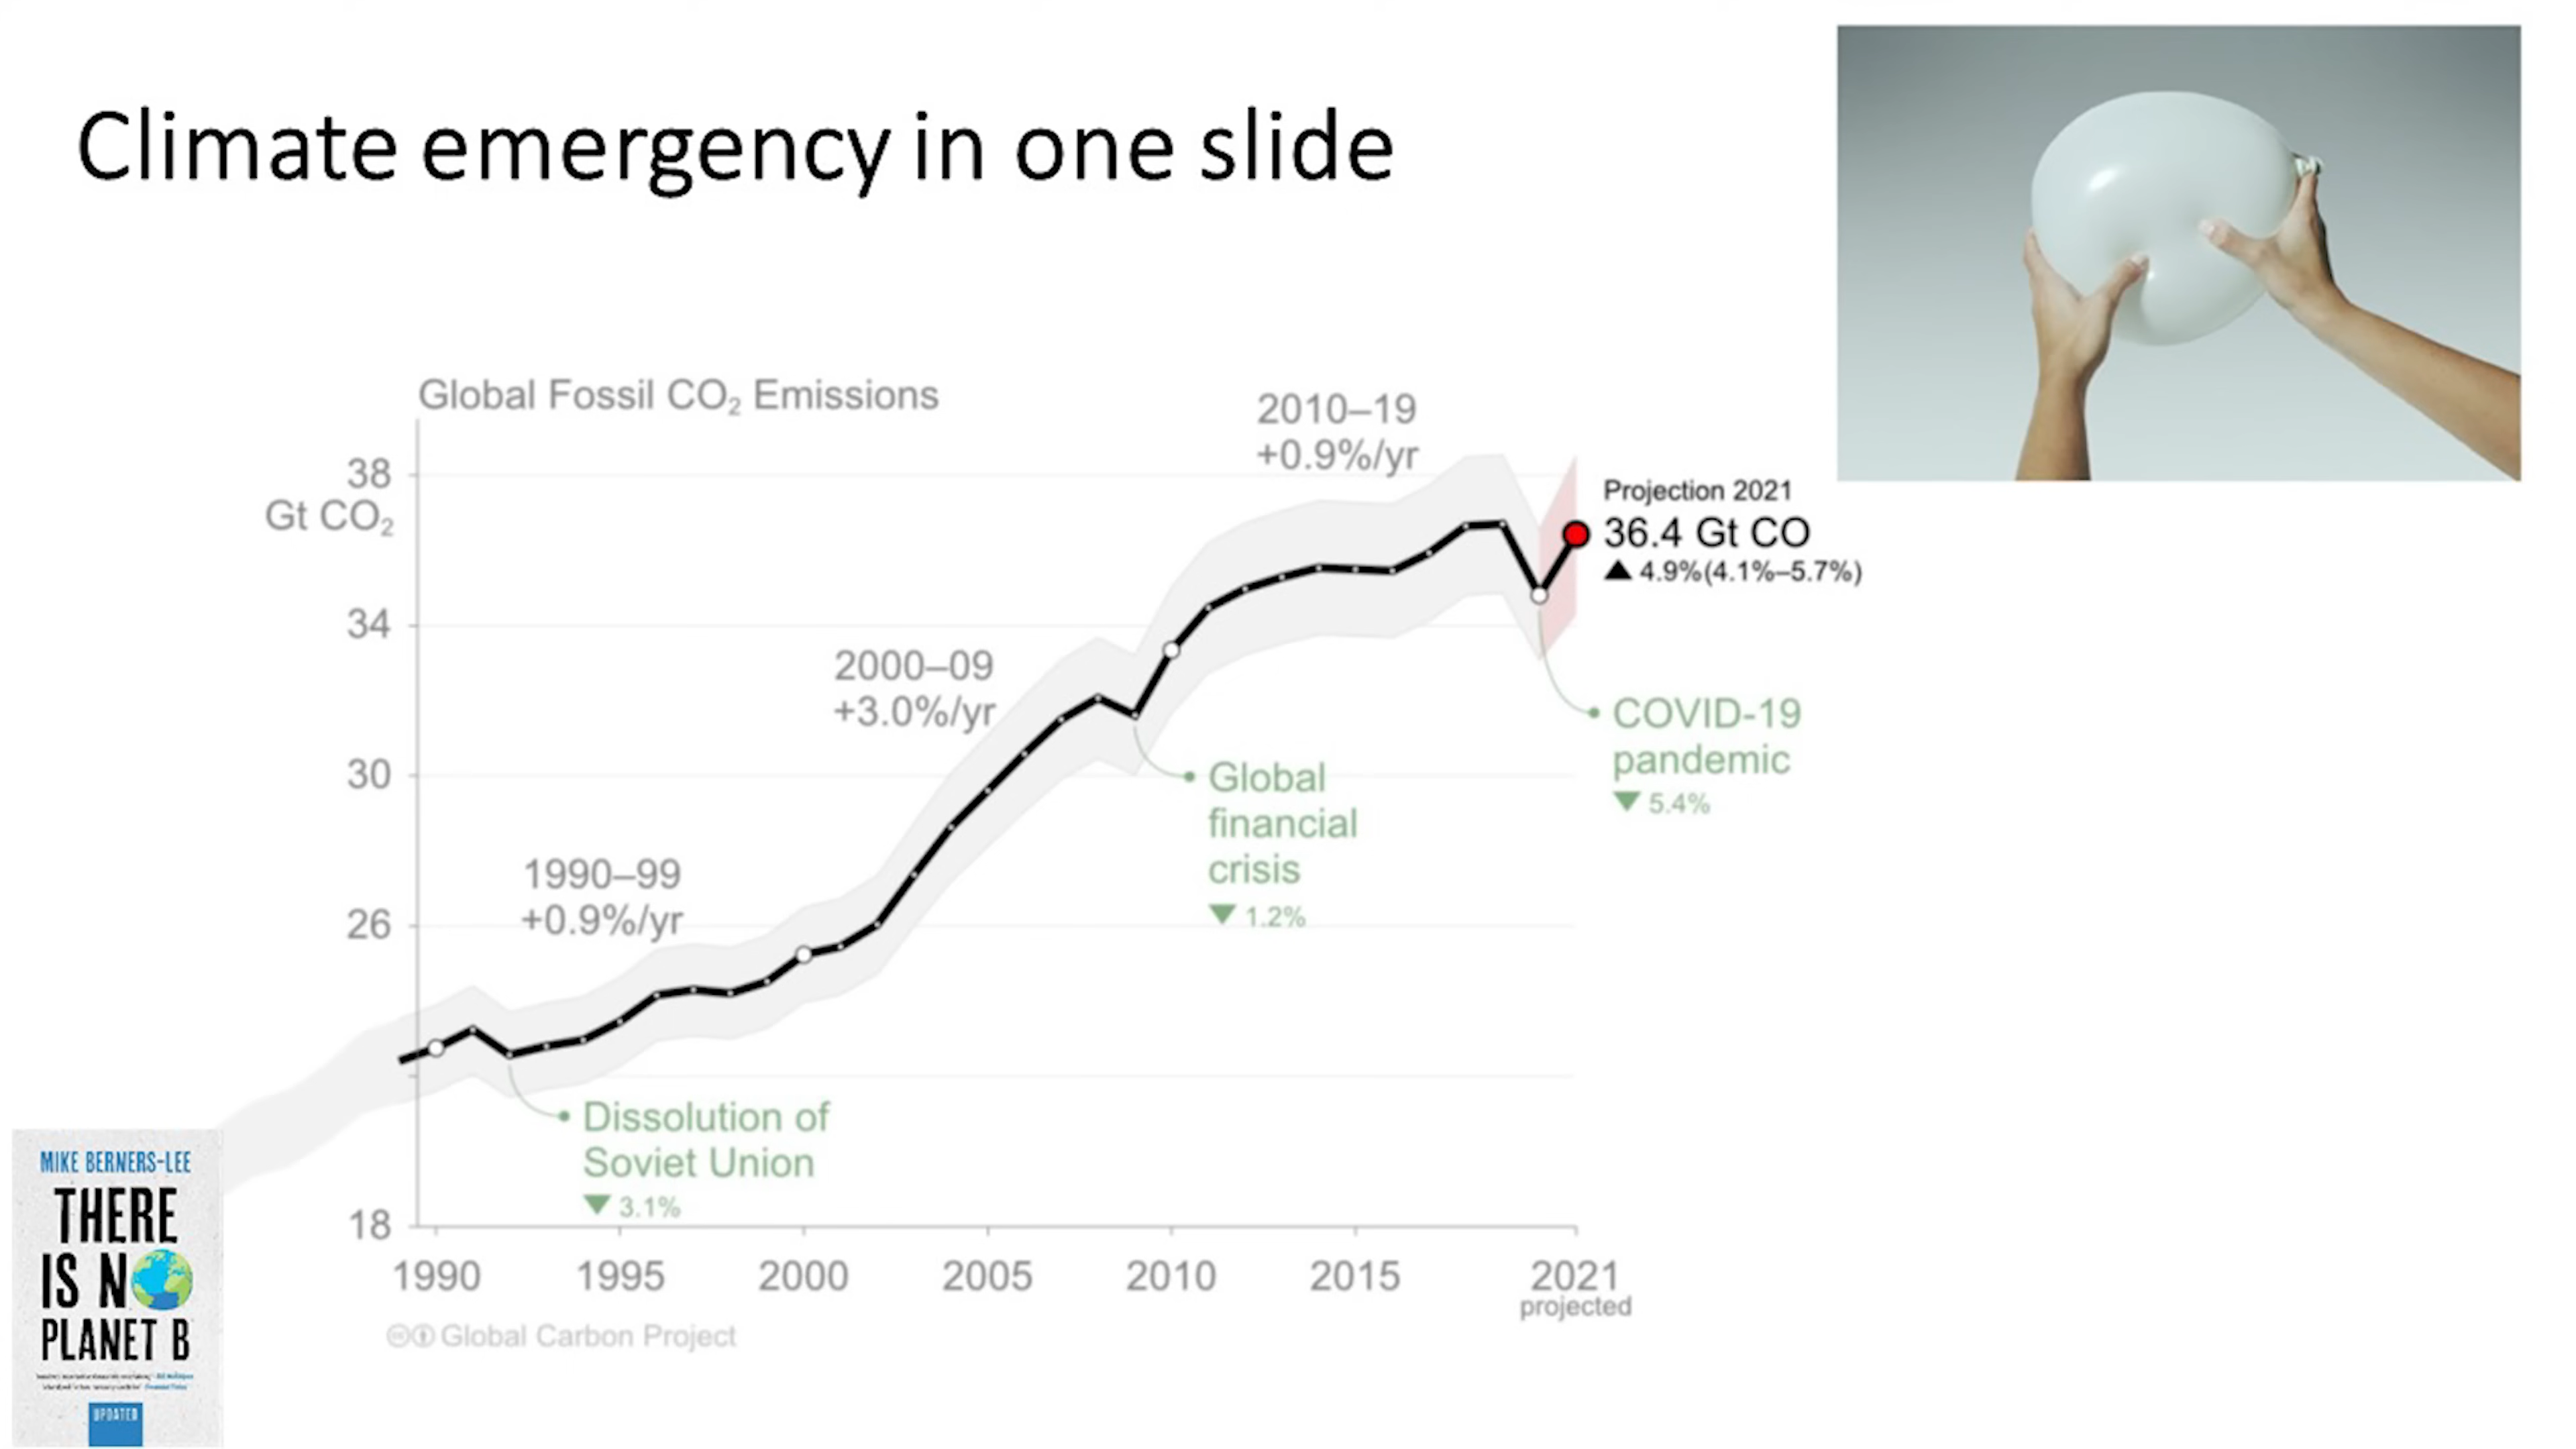 Climate emergency in one slide
Global Fossil CO₂ Emissions
38
Gt CO₂
34
30
26
18
1990
1995
2000
2005
2010
2015
2021
projected
1990–99
+0.9%/yr
2000–09
+3.0%/yr
2010–19
+0.9%/yr
Projection 2021
36.4 Gt CO
▲ 4.9%(4.1%–5.7%)
COVID-19
pandemic
▼ 5.4%
Global
financial
crisis
▼ 1.2%
Dissolution of
Soviet Union
▼ 3.1%
Global Carbon Project
MIKE BERNERS-LEE
THERE
IS NO
PLANET B
UPDATED